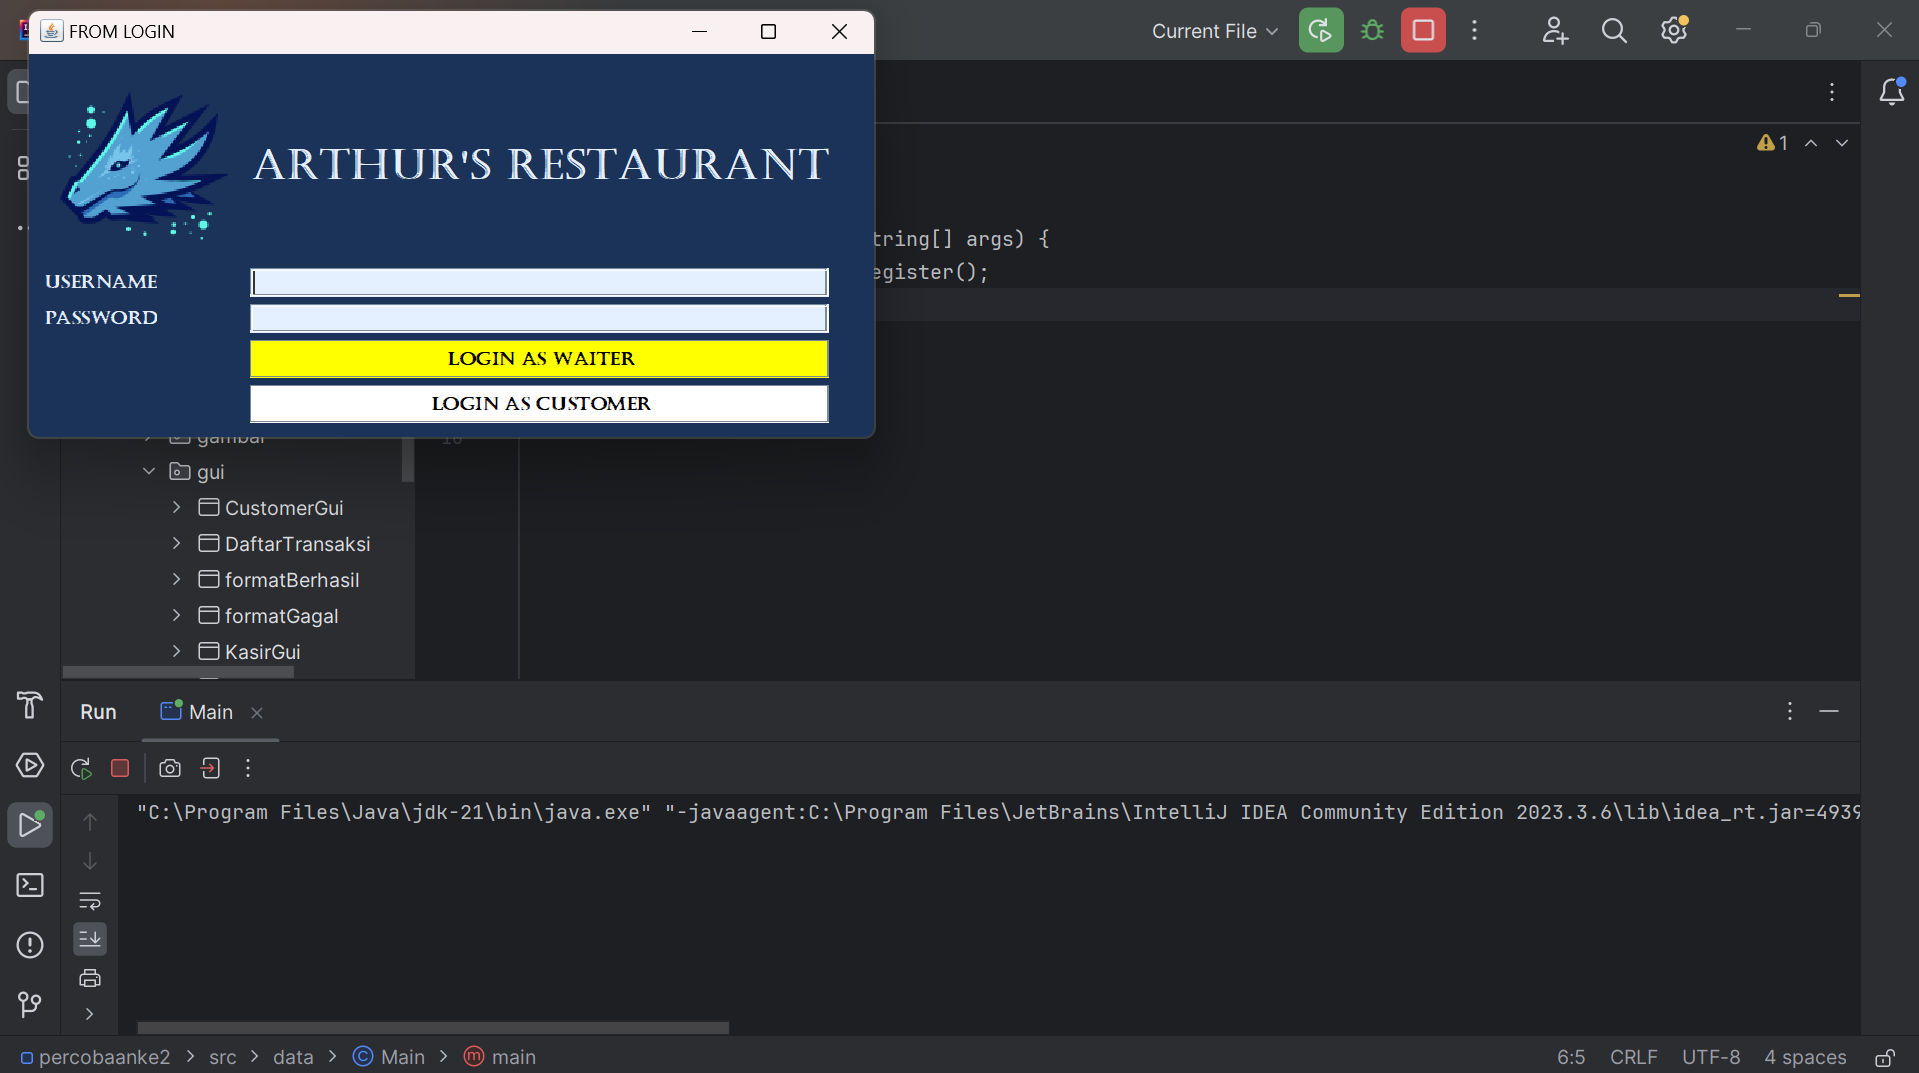 FROM LOGIN
Current File
ARTHUR'S RESTAURANT
1
tring[] args) {
egister();
USERNAME
PASSWORD
LOGIN AS WAITER
LOGIN AS CUSTOMER
gambar
gui
CustomerGui
DaftarTransaksi
formatBerhasil
formatGagal
KasirGui
Run Main
"C:\Program Files\Java\jdk-21\bin\java.exe" "-javaagent:C:\Program Files\JetBrains\IntelliJ IDEA Community Edition 2023.3.6\lib\idea_rt.jar=4939
percobaanke2 > src > data > Main > main
6:5 CRLF UTF-8 4 spaces